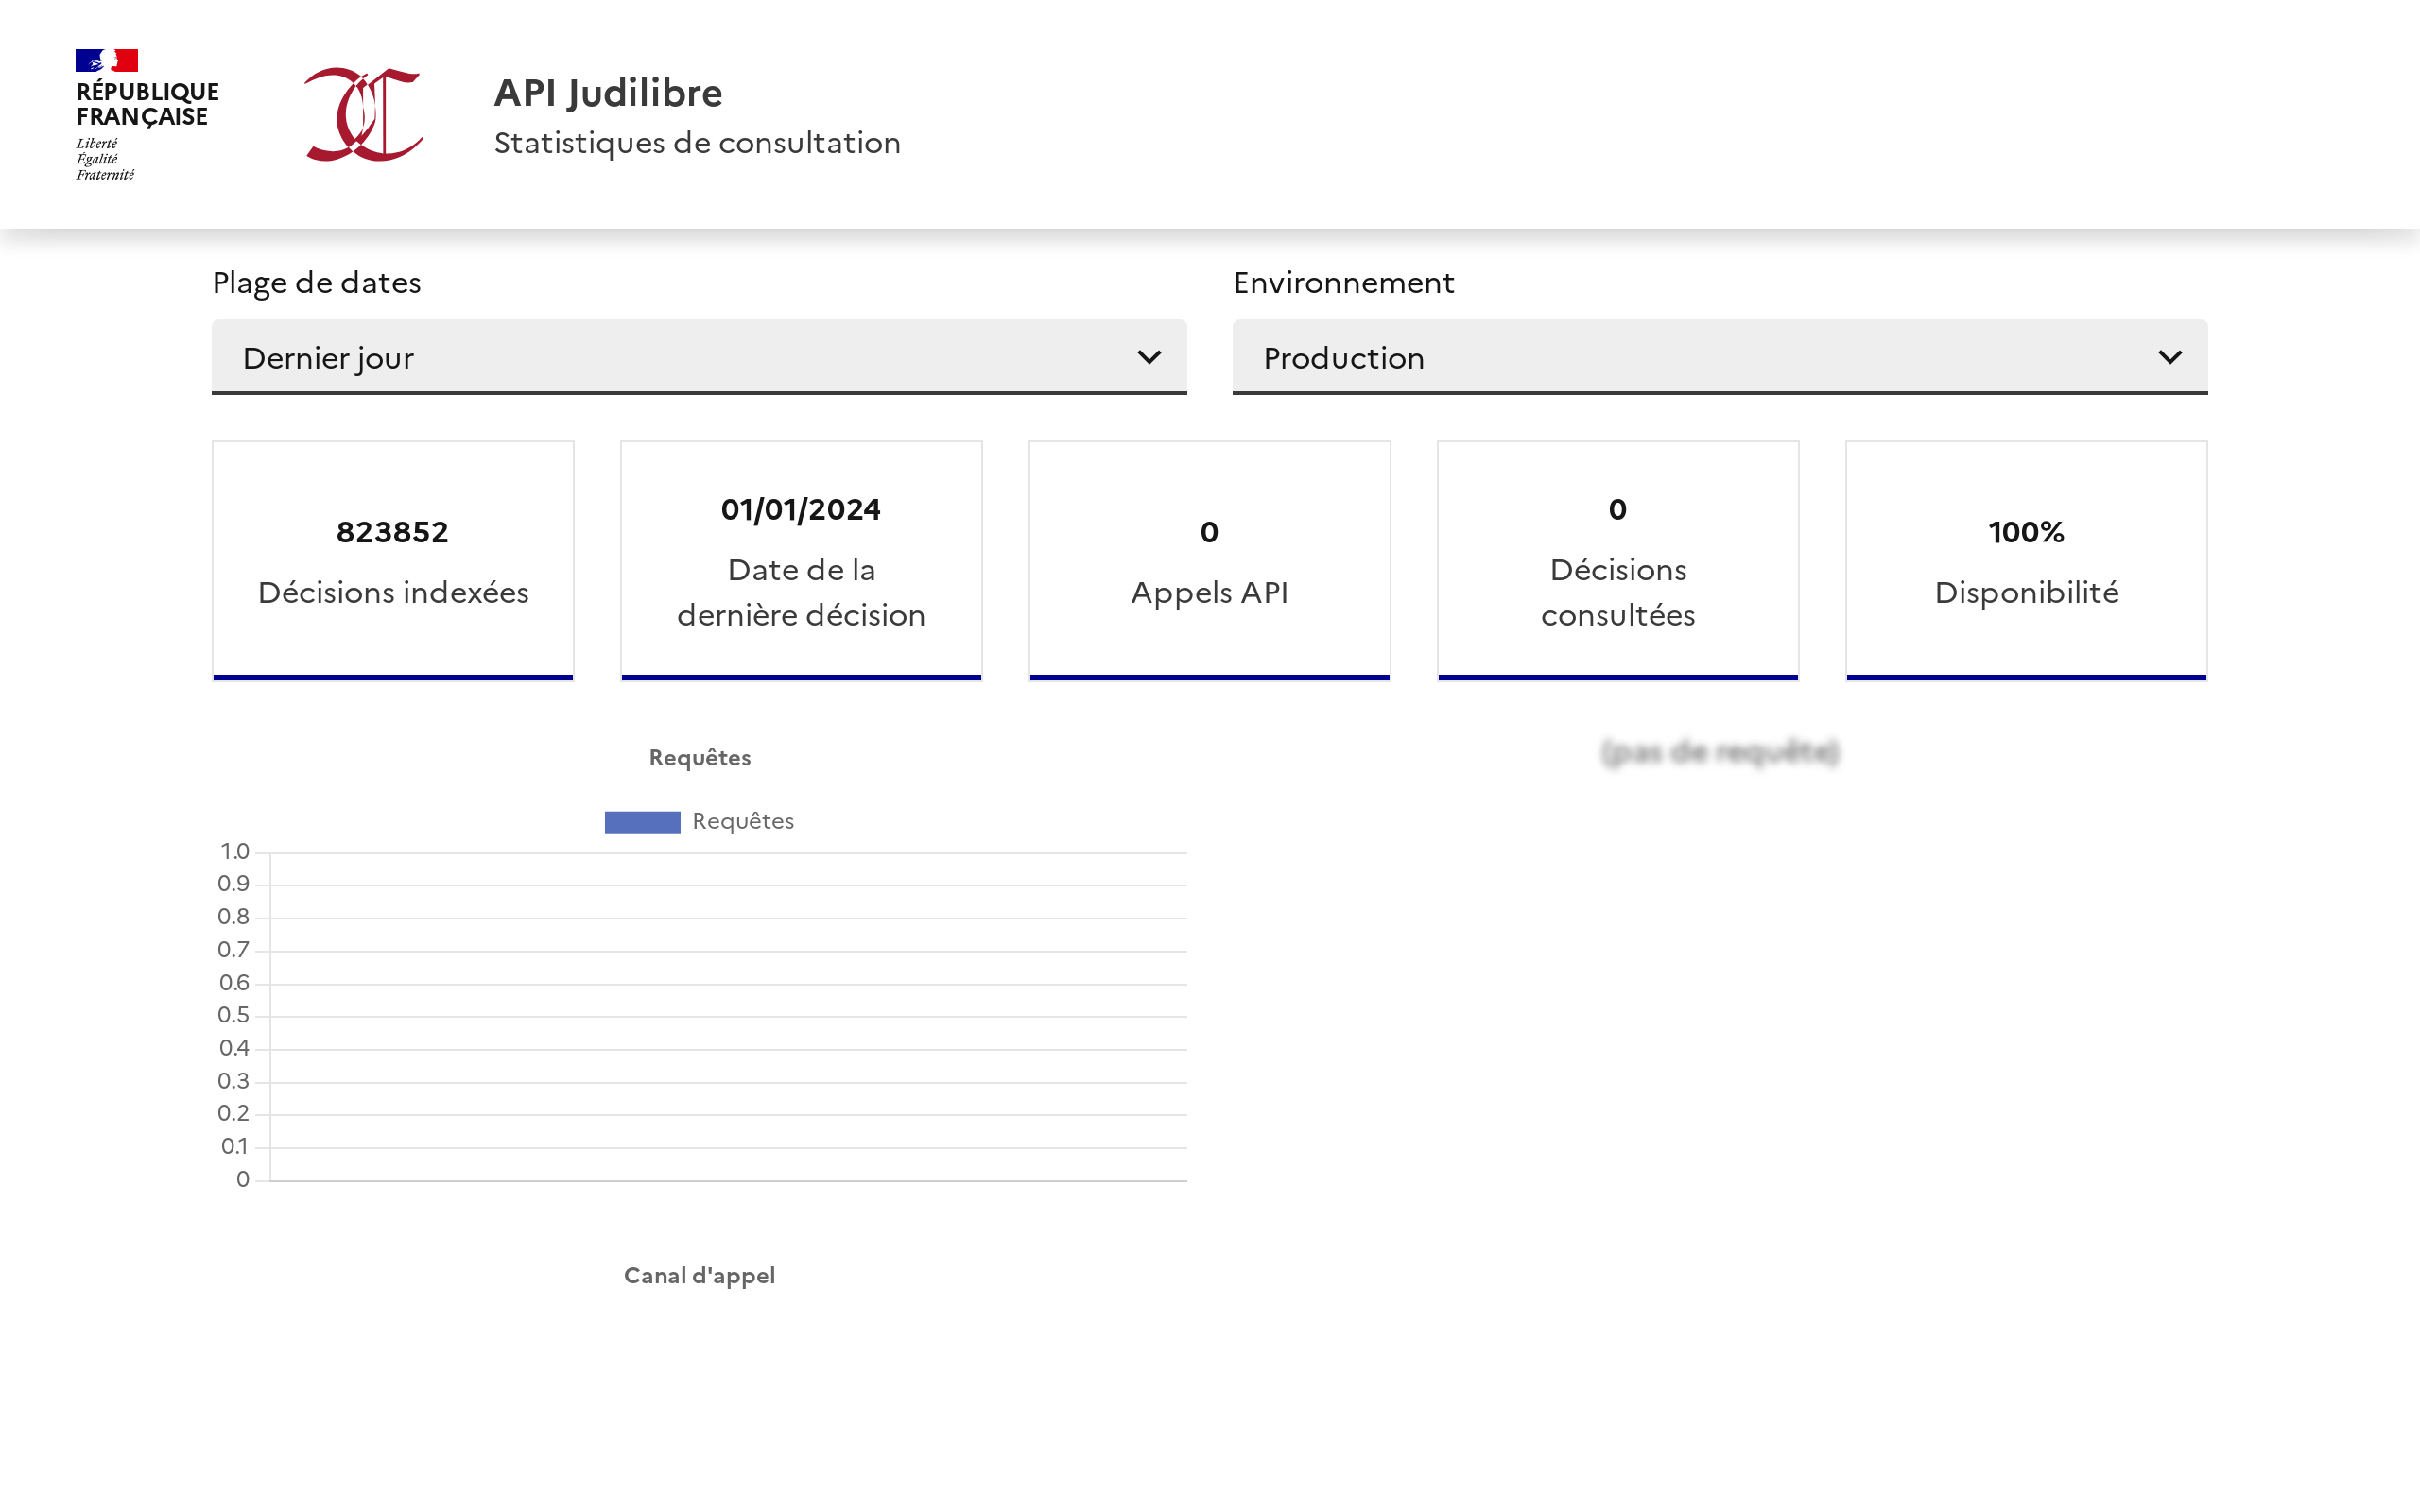 RÉPUBLIQUE
FRANÇAISE
Liberté
Égalité
Fraternité
API Judilibre
Statistiques de consultation
Plage de dates
Dernier jour
Environnement
Production
823852
Décisions indexées
01/01/2024
Date de la
dernière décision
0
Appels API
0
Décisions
consultées
100%
Disponibilité
Requêtes
Requêtes
1.0
0.9
0.8
0.7
0.6
0.5
0.4
0.3
0.2
0.1
0
(pas de requête)
Canal d'appel